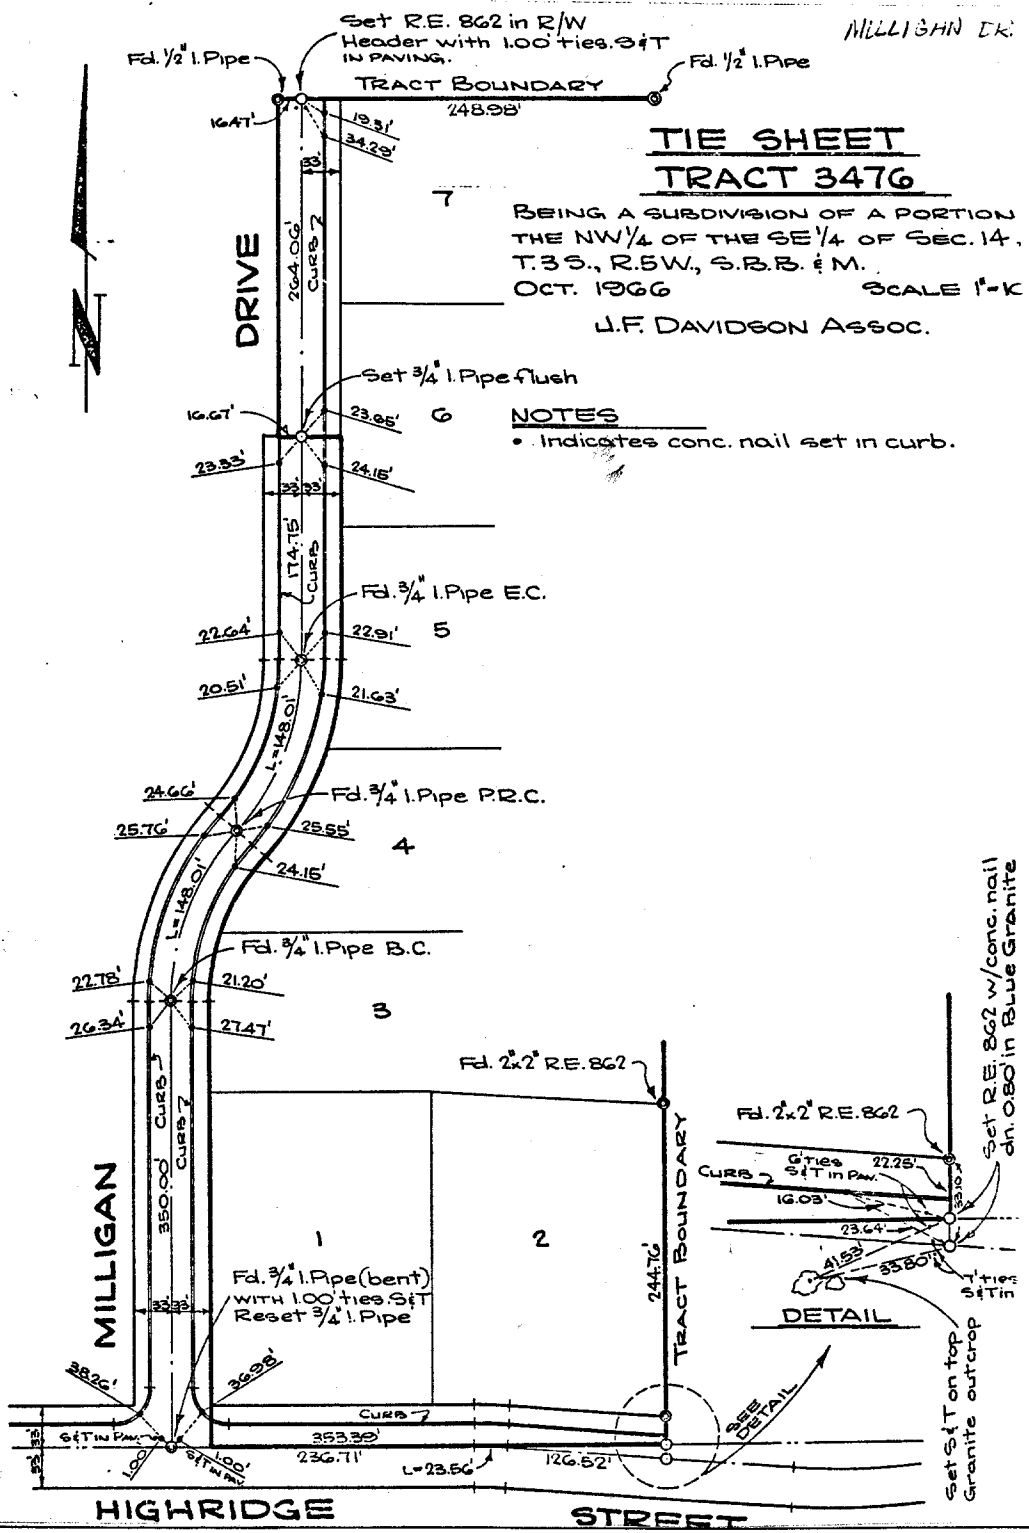 MILLIGAN DR.
Set R.E. 862 in R/W
Header with 1.00' ties. S&T
IN PAVING.
Fd. 1/2" I.Pipe
Fd. 1/2" I.Pipe
TRACT BOUNDARY
248.98'
16.47'
19.31'
34.29'
33'
TIE SHEET
TRACT 3476
BEING A SUBDIVISION OF A PORTION
THE NW 1/4 OF THE SE 1/4 OF SEC. 14,
T.3S., R.5W., S.B.B. & M.
OCT. 1966
SCALE 1"=
J.F. DAVIDSON ASSOC.
7
DRIVE
264.06'
CURB
N
Set 3/4" I.Pipe flush
16.67'
23.85'
6
NOTES
• Indicates conc. nail set in curb.
23.33'
24.15'
33' 33'
174.75'
CURB
Fd. 3/4" I.Pipe E.C.
22.64'
22.91'
5
20.51'
21.63'
L=148.01'
24.66'
Fd. 3/4" I.Pipe P.R.C.
25.76'
25.55'
4
24.15'
L=148.01'
Fd. 3/4" I.Pipe B.C.
22.78'
21.20'
26.34'
27.47'
3
CURB
CURB
350.00'
MILLIGAN
33' 33'
Fd. 2"x2" R.E. 862
TRACT BOUNDARY
244.76'
1
2
Fd. 3/4" I.Pipe (bent)
WITH 1.00' ties. S&T
Reset 3/4" I.Pipe
Set R.E. 862 w/conc. nail
dn. 0.80' in Blue Granite
Fd. 2"x2" R.E. 862
6' Ties
S&T in Pav.
22.25'
CURB
33.10'
16.03'
23.64'
41.53'
33.80'
7' ties
S&T in
DETAIL
Set S&T on top
Granite outcrop
SEE
DETAIL
38.26'
36.98'
S&T IN PAV.
1.00'
1.00'
S&T IN PAV
33' 33'
CURB
353.39'
236.71'
L=23.56'
126.52'
HIGHRIDGE STREET